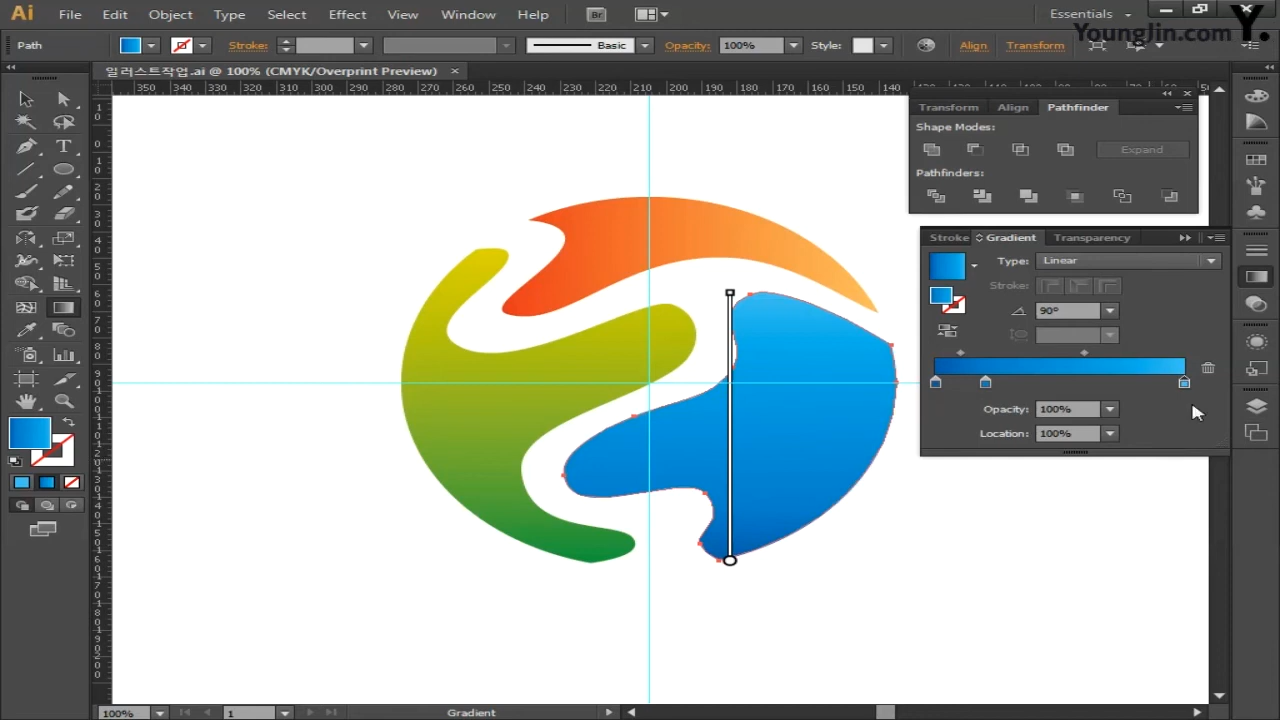 Ai File Edit Object Type Select Effect View Window Help Br Essentials
YoungJin.com Y.
Path Stroke: Basic Opacity: 100% Style: Align Transform
일러스트작업.ai @ 100% (CMYK/Overprint Preview) ×
350 340 330 320 310 300 290 280 270 260 250 240 230 220 210 200 190 180 170 160 150 140
Transform Align Pathfinder
Shape Modes:
Expand
Pathfinders:
Stroke Gradient Transparency
Type: Linear
Stroke:
90°
Opacity: 100%
Location: 100%
100% 1 Gradient